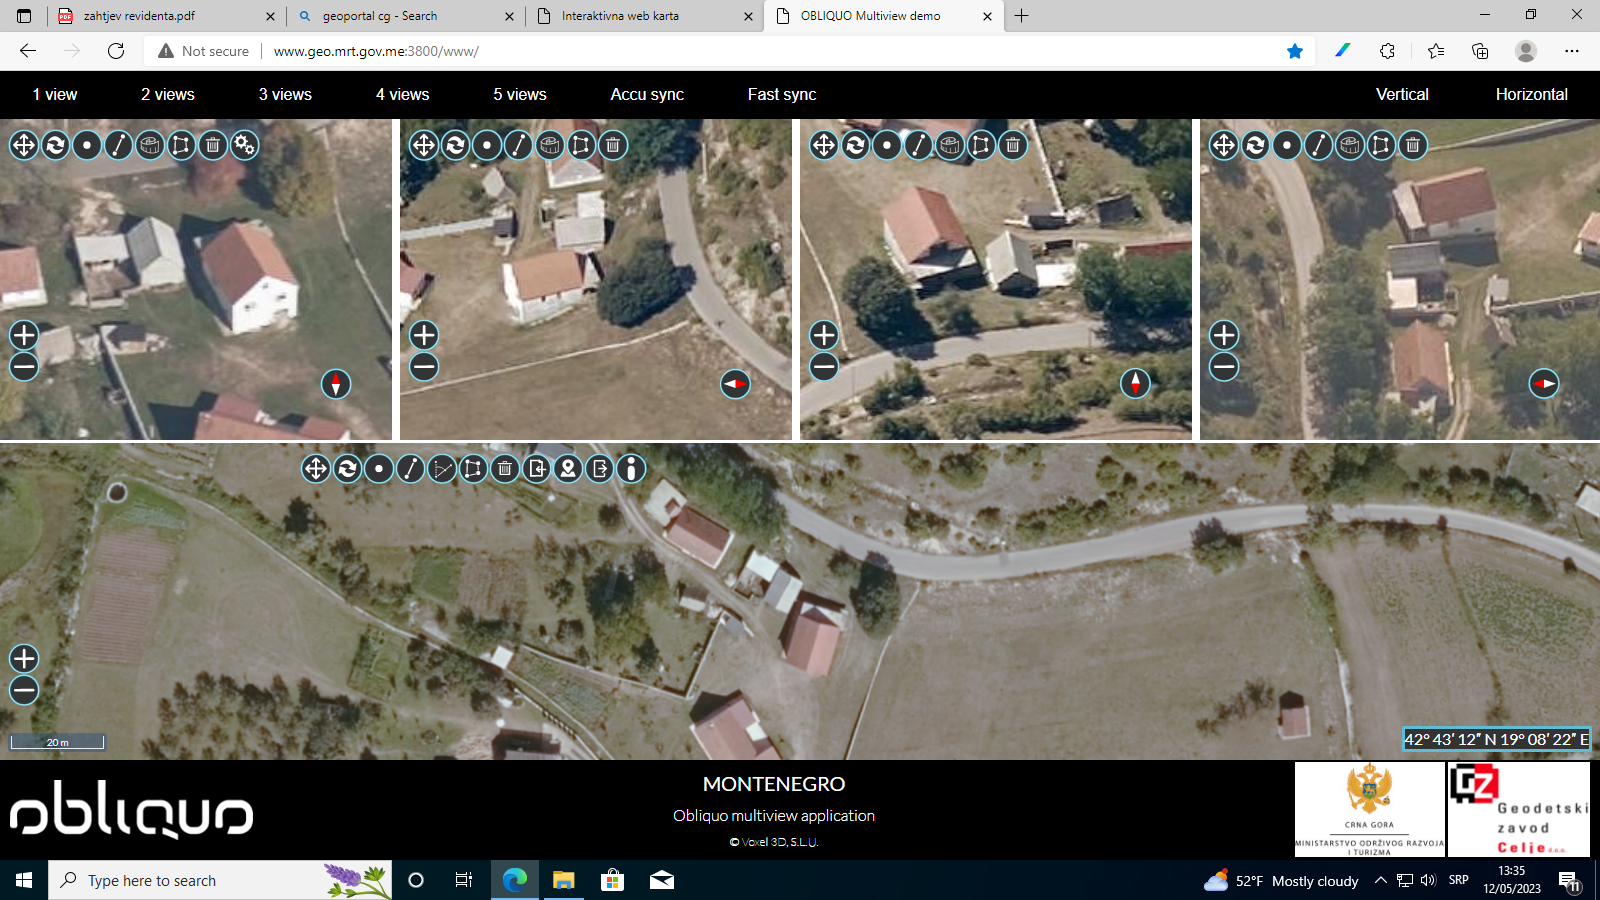 zahtjev revidenta.pdf
geoportal cg - Search
Interaktivna web karta
OBLIQUO Multiview demo
Not secure
www.geo.mrt.gov.me:3800/www/
1 view
2 views
3 views
4 views
5 views
Accu sync
Fast sync
Vertical
Horizontal
20 m
42° 43' 12" N 19° 08' 22" E
obliquo
MONTENEGRO
Obliquo multiview application
© Voxel 3D, S.L.U.
CRNA GORA
MINISTARSTVO ODRŽIVOG RAZVOJA
I TURIZMA
GZ
Geodetski
zavod
Celje d.o.o.
Type here to search
52°F Mostly cloudy
SRP
13:35
12/05/2023
11